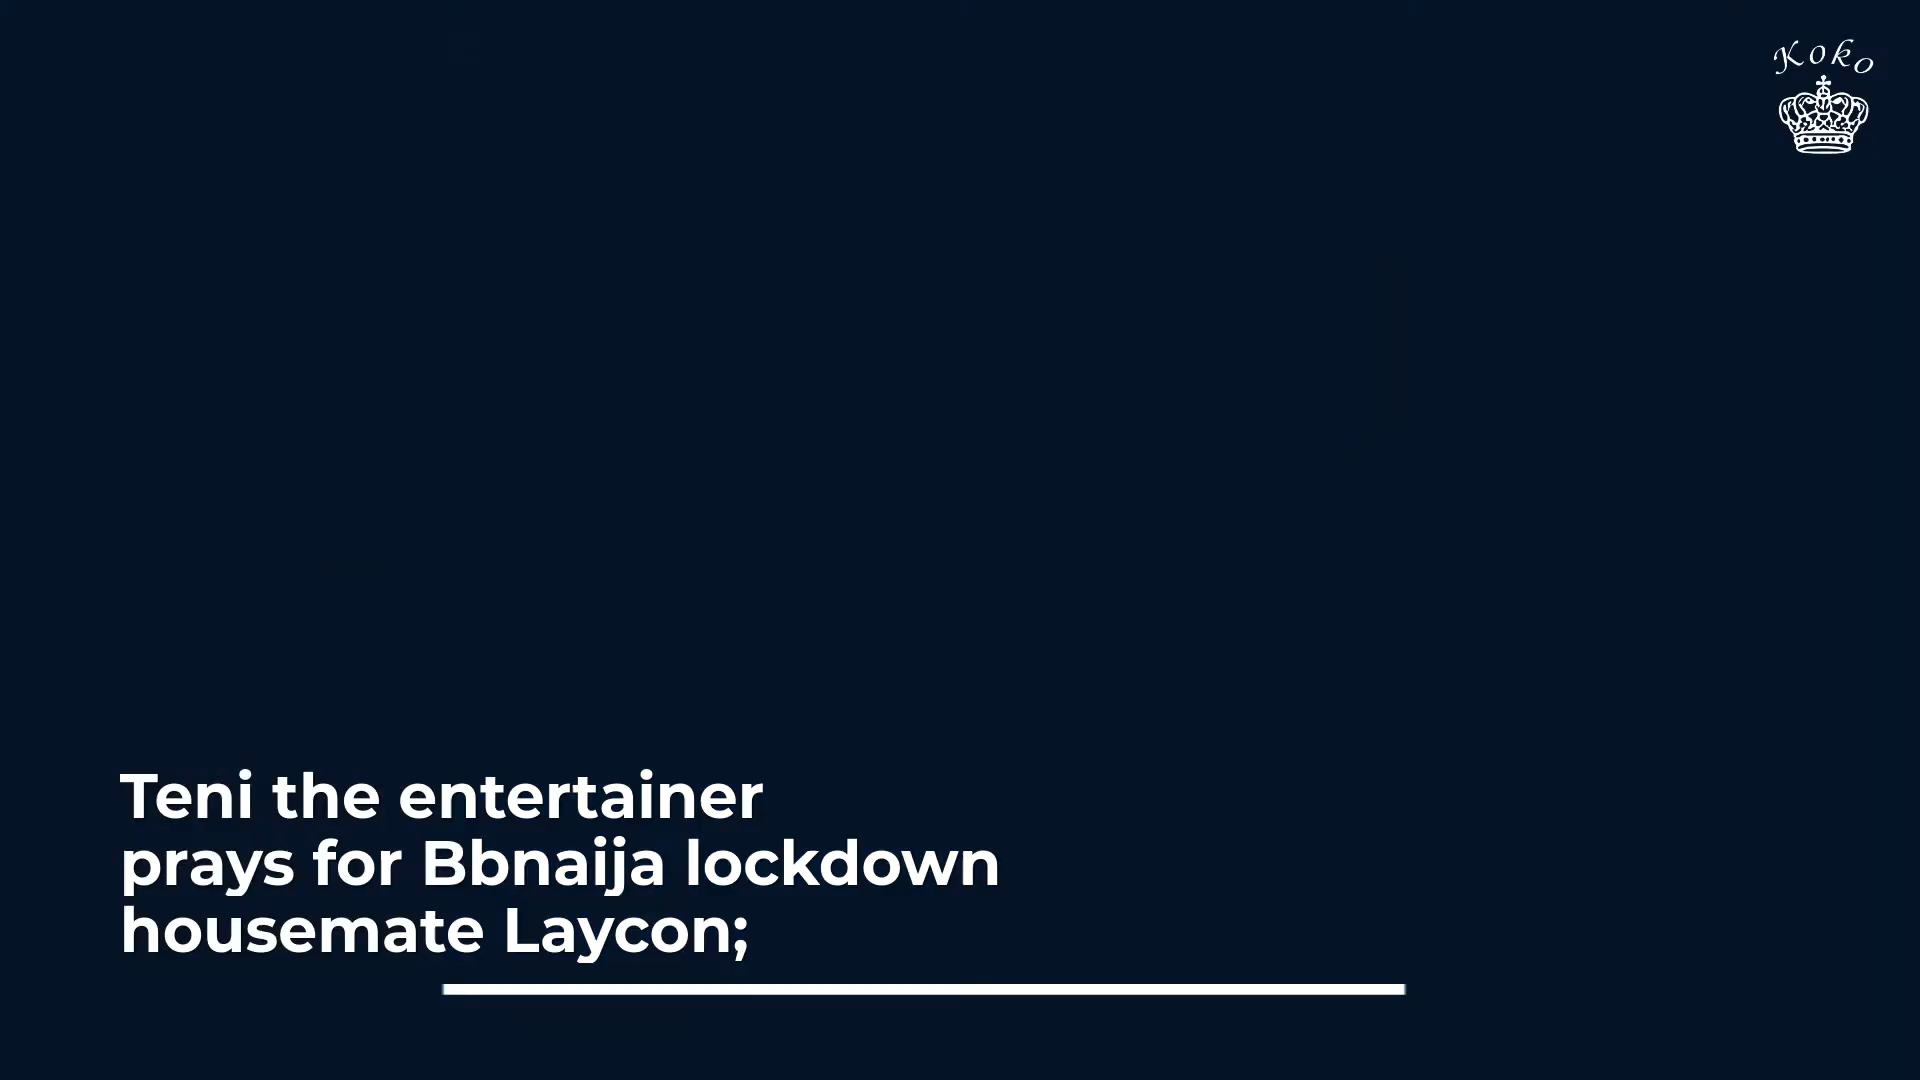 Koko
Teni the entertainer
prays for Bbnaija lockdown
housemate Laycon;